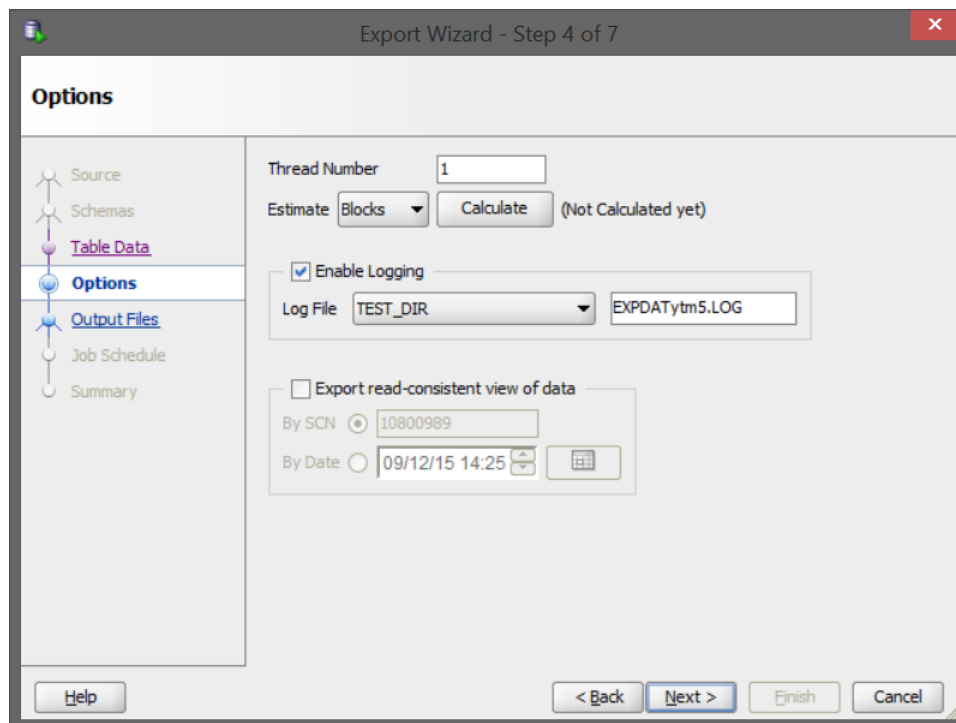 Export Wizard - Step 4 of 7
Options
Source
Schemas
Table Data
Options
Output Files
Job Schedule
Summary
Thread Number 1
Estimate Blocks Calculate (Not Calculated yet)
Enable Logging
Log File TEST_DIR EXPDATytm5.LOG
Export read-consistent view of data
By SCN 10800989
By Date 09/12/15 14:25
Help < Back Next > Finish Cancel